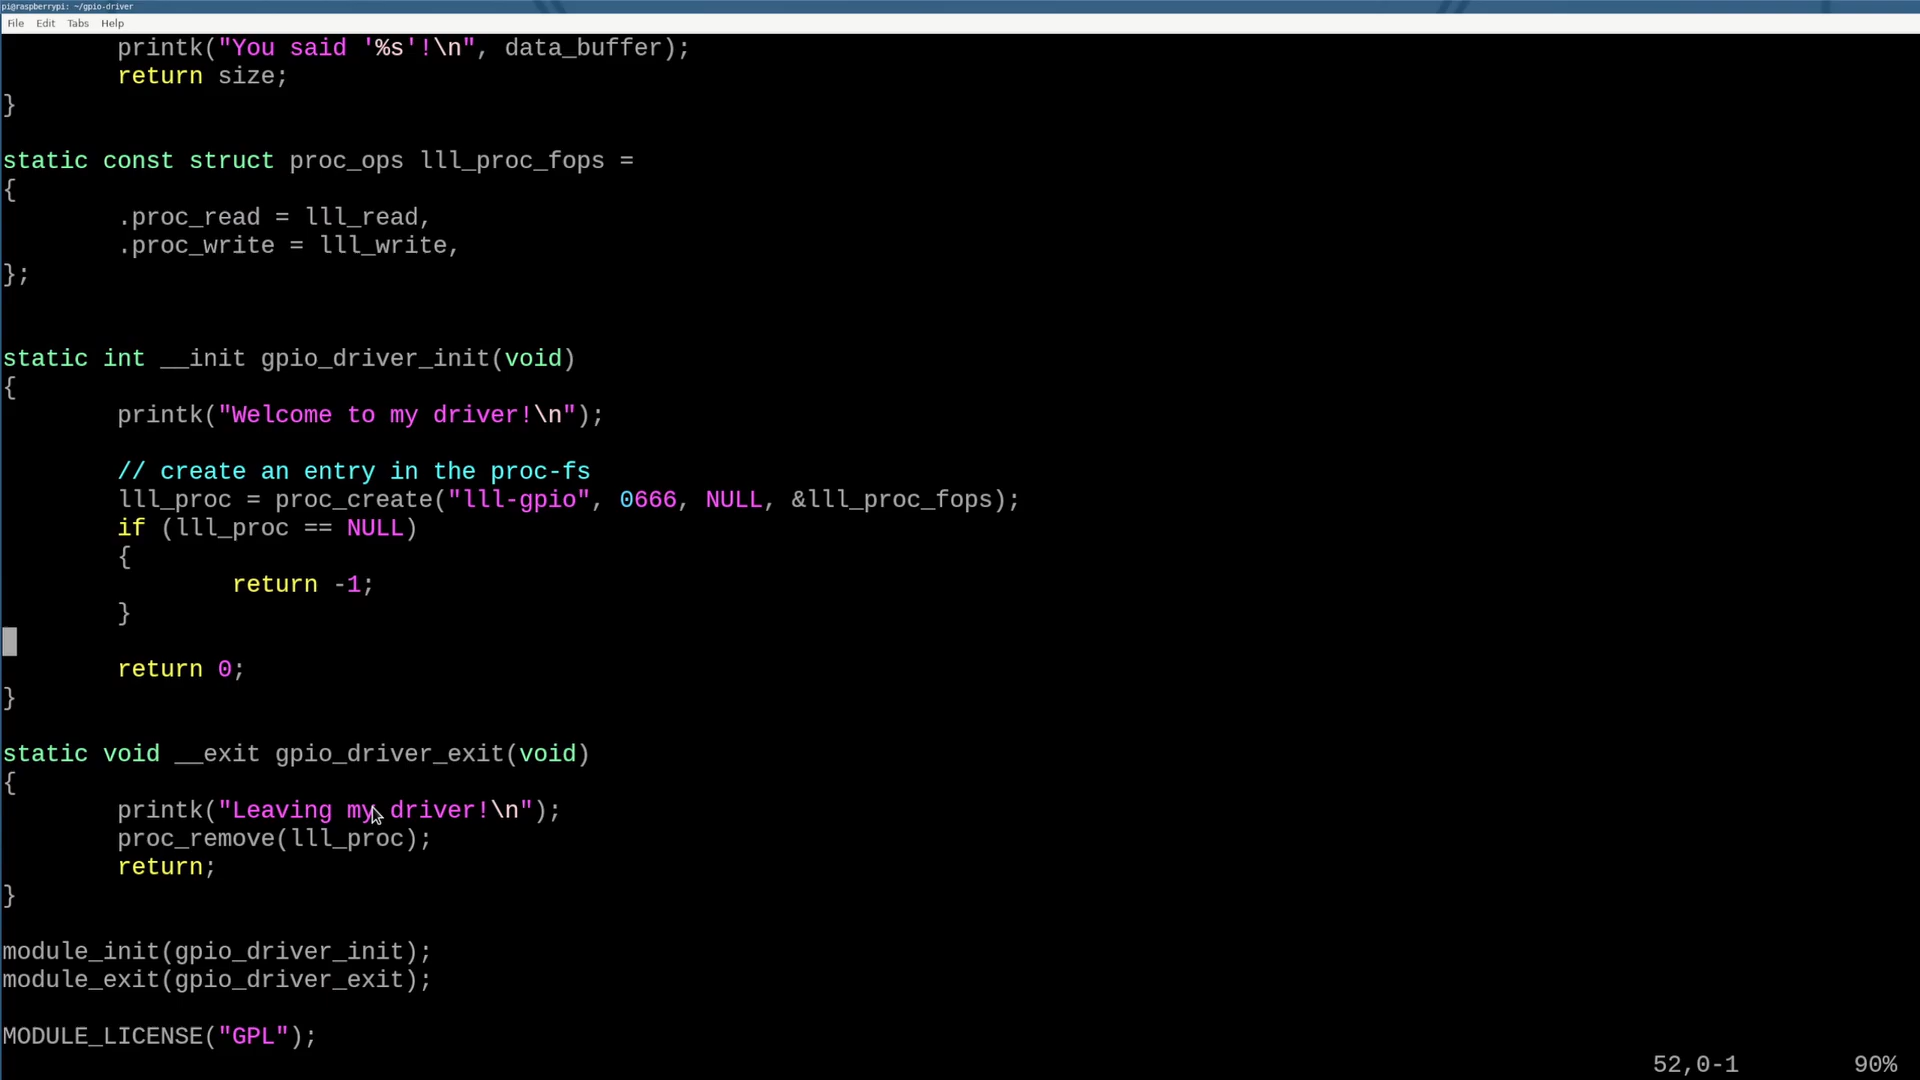 pi@raspberrypi: ~/gpio-driver
File Edit Tabs Help
printk("You said '%s'!\n", data_buffer);
return size;
}
static const struct proc_ops lll_proc_fops =
{
.proc_read = lll_read,
.proc_write = lll_write,
};
static int __init gpio_driver_init(void)
{
printk("Welcome to my driver!\n");
// create an entry in the proc-fs
lll_proc = proc_create("lll-gpio", 0666, NULL, &lll_proc_fops);
if (lll_proc == NULL)
{
return -1;
}
return 0;
}
static void __exit gpio_driver_exit(void)
{
printk("Leaving my driver!\n");
proc_remove(lll_proc);
return;
}
module_init(gpio_driver_init);
module_exit(gpio_driver_exit);
MODULE_LICENSE("GPL");
52,0-1 90%